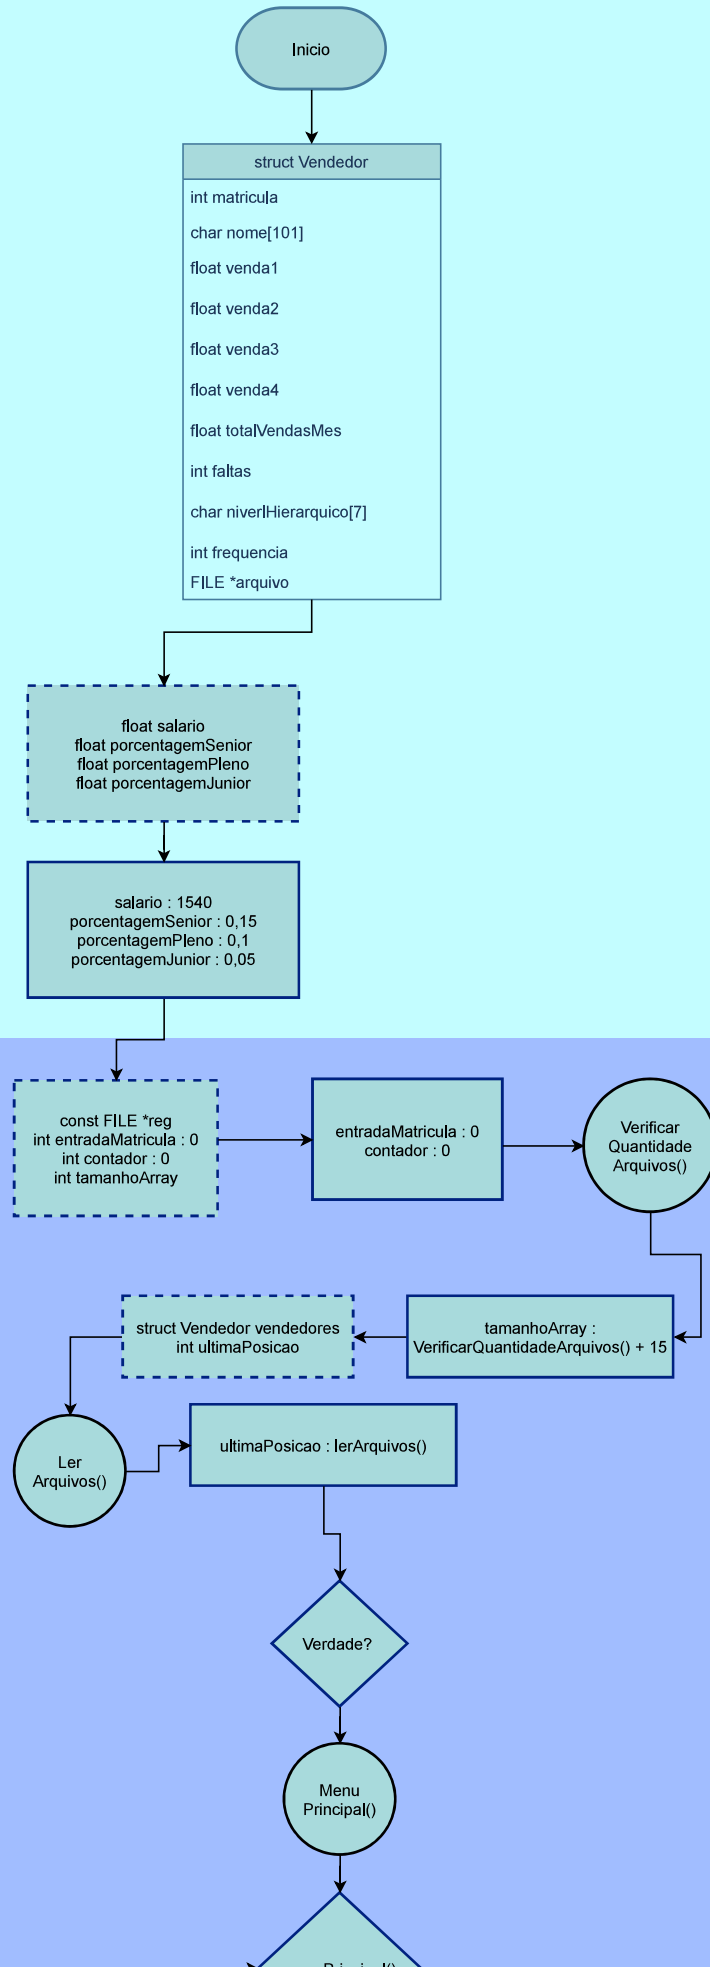 Inicio
struct Vendedor
int matricula
char nome[101]
float venda1
float venda2
float venda3
float venda4
float totalVendasMes
int faltas
char niverlHierarquico[7]
int frequencia
FILE *arquivo
float salario
float porcentagemSenior
float porcentagemPleno
float porcentagemJunior
salario : 1540
porcentagemSenior : 0,15
porcentagemPleno : 0,1
porcentagemJunior : 0,05
const FILE *reg
int entradaMatricula : 0
int contador : 0
int tamanhoArray
entradaMatricula : 0
contador : 0
Verificar
Quantidade
Arquivos()
tamanhoArray :
VerificarQuantidadeArquivos() + 15
struct Vendedor vendedores
int ultimaPosicao
Ler
Arquivos()
ultimaPosicao : lerArquivos()
Verdade?
Menu
Principal()